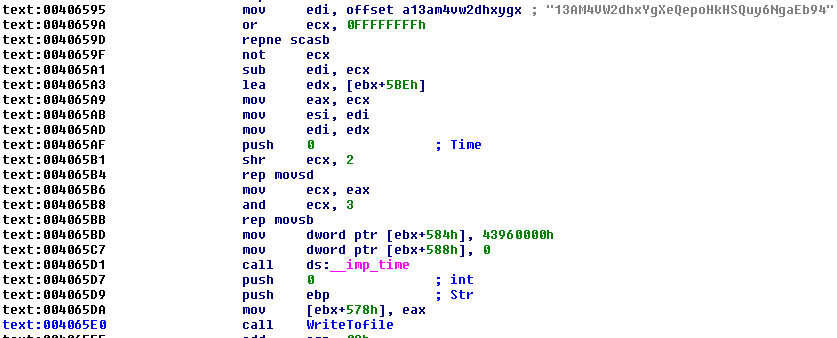 text:00406595 mov edi, offset a13am4vw2dhxygx ; "13AM4VW2dhxYgXeQepoHkHSQuy6NgaEb94"
text:0040659A or ecx, 0FFFFFFFFh
text:0040659D repne scasb
text:0040659F not ecx
text:004065A1 sub edi, ecx
text:004065A3 lea edx, [ebx+5BEh]
text:004065A9 mov eax, ecx
text:004065AB mov esi, edi
text:004065AD mov edi, edx
text:004065AF push 0 ; Time
text:004065B1 shr ecx, 2
text:004065B4 rep movsd
text:004065B6 mov ecx, eax
text:004065B8 and ecx, 3
text:004065BB rep movsb
text:004065BD mov dword ptr [ebx+584h], 43960000h
text:004065C7 mov dword ptr [ebx+588h], 0
text:004065D1 call ds:__imp_time
text:004065D7 push 0 ; int
text:004065D9 push ebp ; Str
text:004065DA mov [ebx+578h], eax
text:004065E0 call WriteTofile